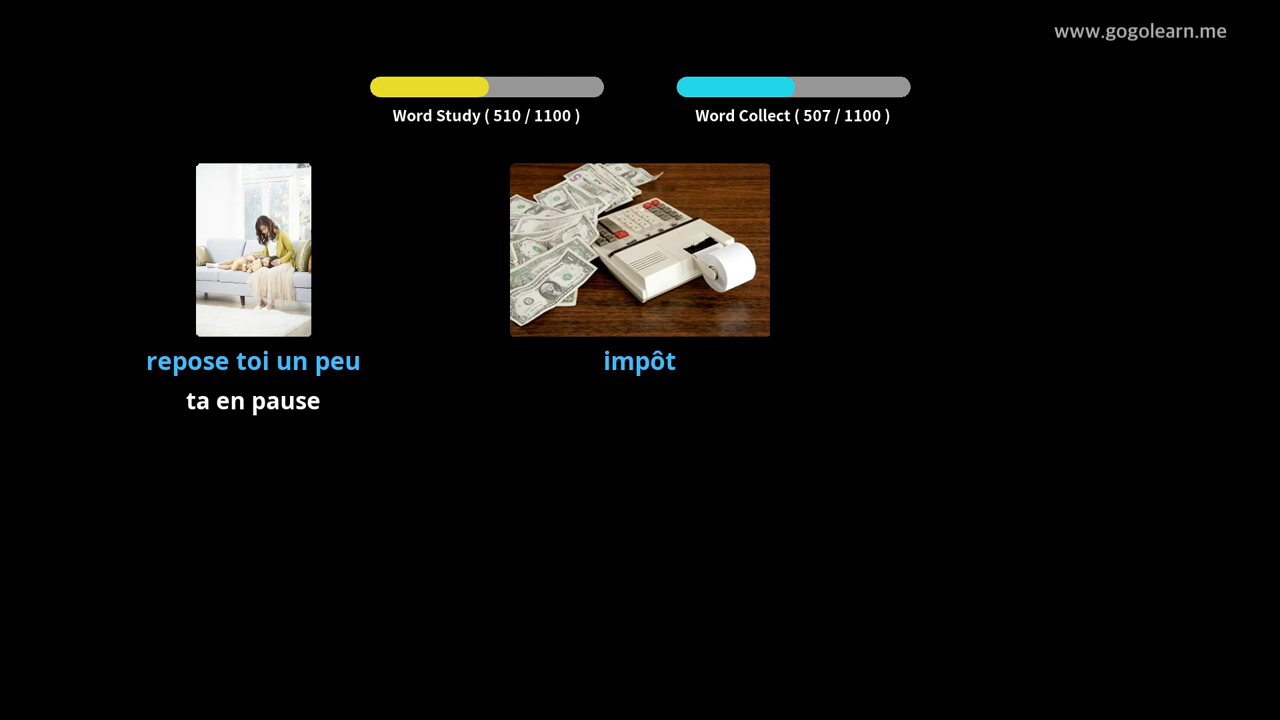 www.gogolearn.me
Word Study ( 510 / 1100 )
Word Collect ( 507 / 1100 )
repose toi un peu
impôt
ta en pause